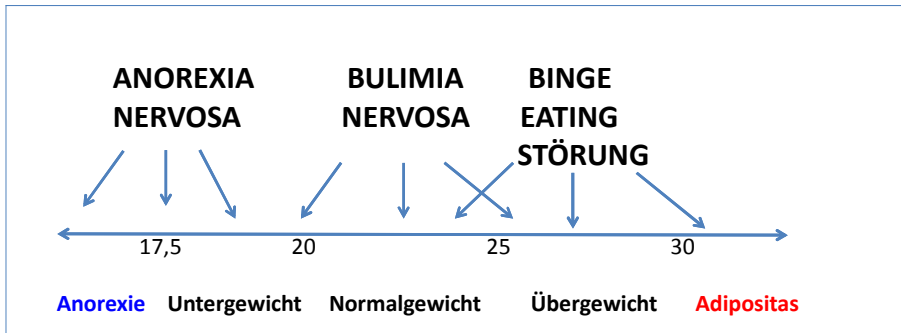 ANOREXIA BULIMIA BINGE
NERVOSA NERVOSA EATING
STÖRUNG
17,5 20 25 30
Anorexie Untergewicht Normalgewicht Übergewicht Adipositas